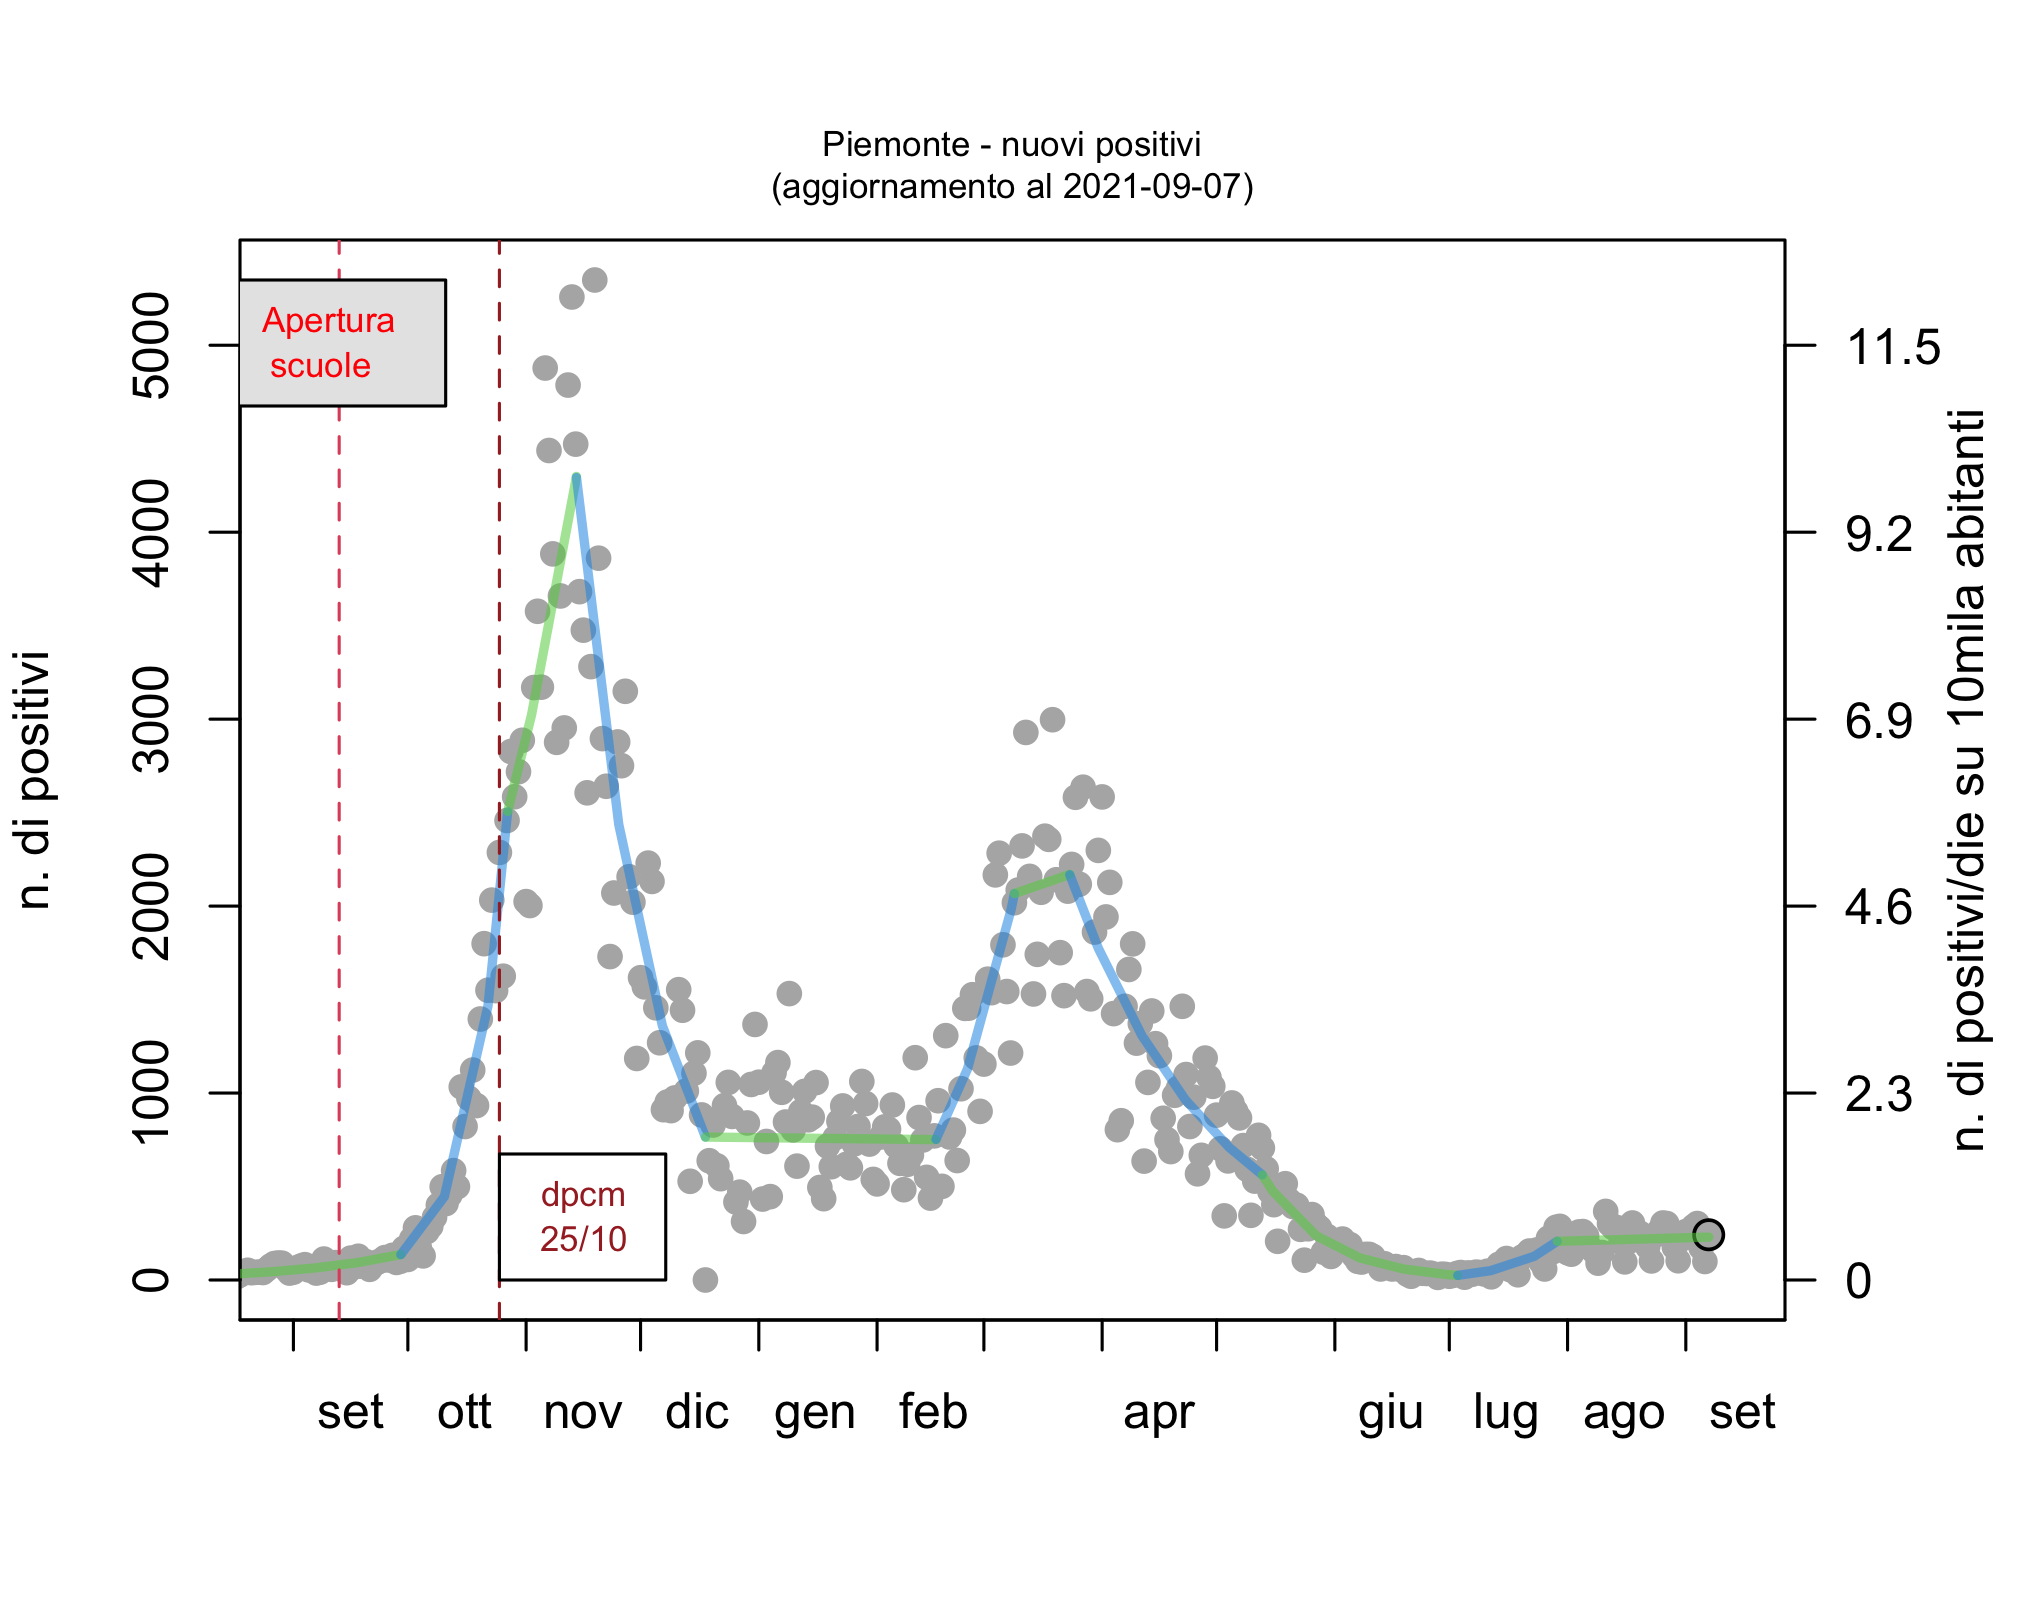 Piemonte - nuovi positivi
(aggiornamento al 2021-09-07)
Apertura
scuole
dpcm
25/10
n. di positivi
5000
4000
3000
2000
1000
0
11.5
9.2
6.9
4.6
2.3
0
n. di positivi/die su 10mila abitanti
set ott nov dic gen feb apr giu lug ago set